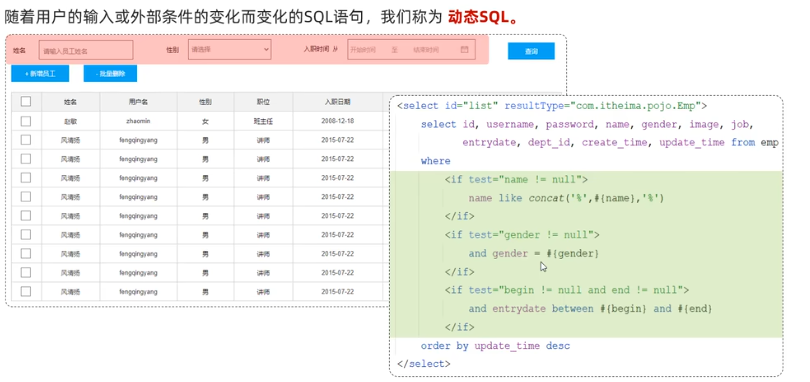 随着用户的输入或外部条件的变化而变化的SQL语句，我们称为 动态SQL。
姓名 请输入员工姓名 性别 请选择 入职时间 开始时间 至 结束时间 查询
+ 新增员工 - 批量删除
姓名 用户名 性别 职位 入职日期
赵敏 zhaomin 女 班主任 2008-12-18
风清扬 fengqingyang 男 讲师 2015-07-22
风清扬 fengqingyang 男 讲师 2015-07-22
风清扬 fengqingyang 男 讲师 2015-07-22
风清扬 fengqingyang 男 讲师 2015-07-22
风清扬 fengqingyang 男 讲师 2015-07-22
风清扬 fengqingyang 男 讲师 2015-07-22
风清扬 fengqingyang 男 讲师 2015-07-22
风清扬 fengqingyang 男 讲师 2015-07-22
风清扬 fengqingyang 男 讲师 2015-07-22
<select id="list" resultType="com.itheima.pojo.Emp">
select id, username, password, name, gender, image, job,
entrydate, dept_id, create_time, update_time from emp
where
<if test="name != null">
name like concat('%',#{name},'%')
</if>
<if test="gender != null">
and gender = #{gender}
</if>
<if test="begin != null and end != null">
and entrydate between #{begin} and #{end}
</if>
order by update_time desc
</select>